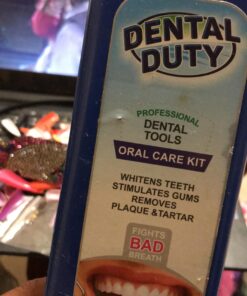 DENTAL
DUTY
PROFESSIONAL
DENTAL
TOOLS
ORAL CARE KIT
WHITENS TEETH
STIMULATES GUMS
REMOVES
PLAQUE & TARTAR
FIGHTS
BAD
BREATH